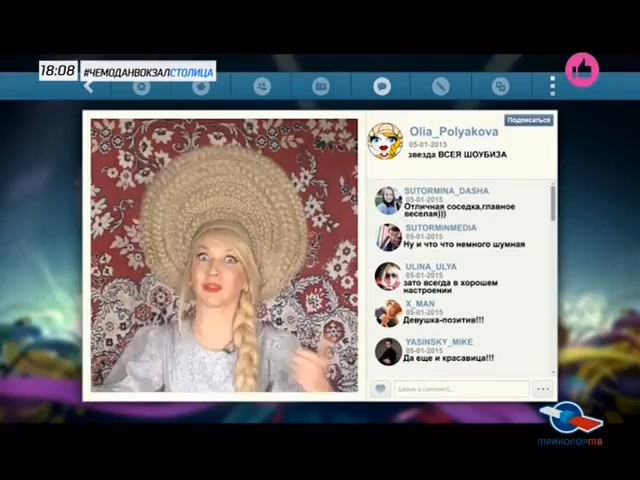 18:08 #ЧЕМОДАНВОКЗАЛСТОЛИЦА
Подписаться
Olia_Polyakova
05-01-2015
звезда ВСЕЯ ШОУБИЗА
SUTORMINA_DASHA
05-01-2015
Отличная соседка,главное
веселая)))
SUTORMINMEDIA
05-01-2015
Ну и что что немного шумная
ULINA_ULYA
05-01-2015
зато всегда в хорошем
настроении
X_MAN
05-01-2015
Девушка-позитив!!!
YASINSKY_MIKE
05-01-2015
Да еще и красавица!!!
Leave a comment...
ТРИКОЛОРТВ